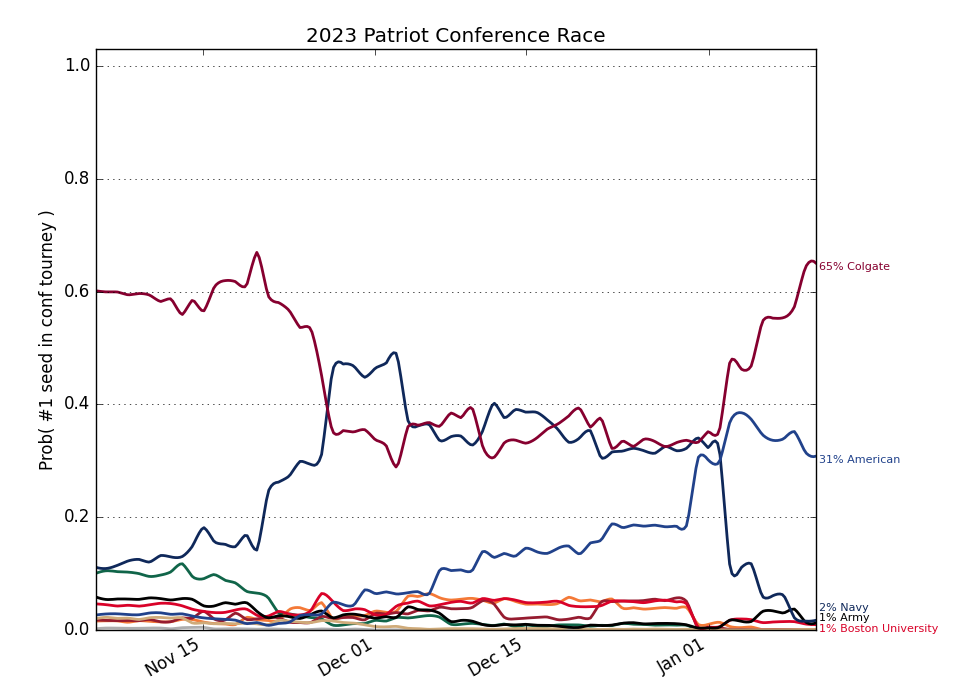 2023 Patriot Conference Race
Prob( #1 seed in conf tourney )
1.0
0.8
0.6
0.4
0.2
0.0
Nov 15
Dec 01
Dec 15
Jan 01
65% Colgate
31% American
2% Navy
1% Army
1% Boston University